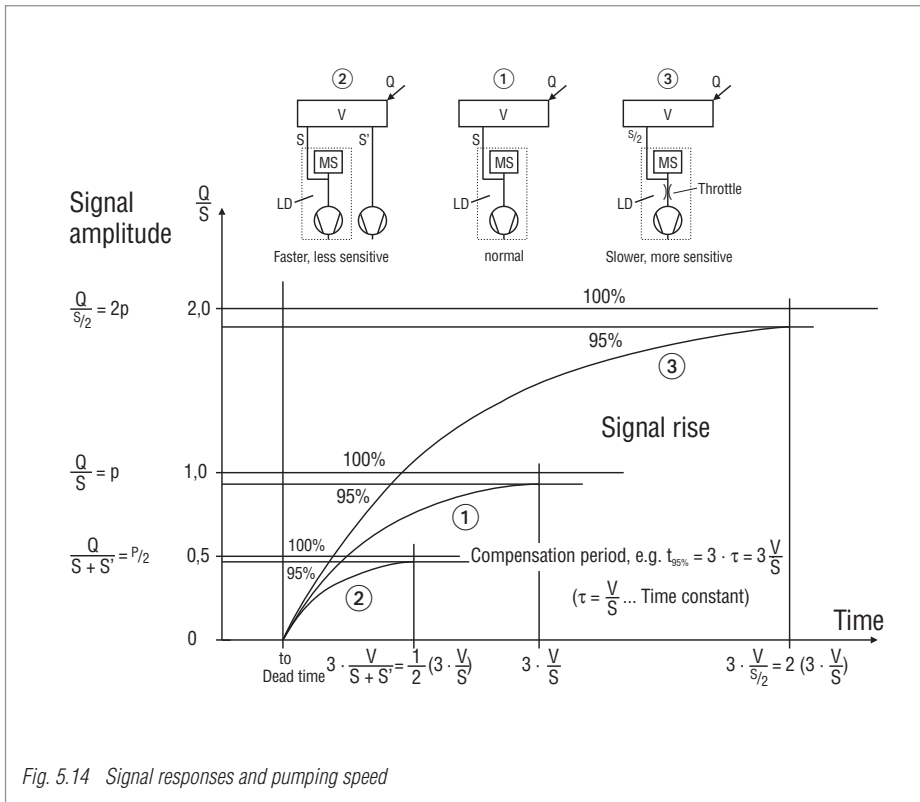 ② Q ① Q ③ Q
V V V
S S' S S/2
MS MS MS
LD LD LD Throttle
Faster, less sensitive normal Slower, more sensitive
Signal
amplitude
Q/S
Q/S/2 = 2p 2,0 100%
95%
③
Signal rise
Q/S = p 1,0 100%
95%
①
Q/S + S' = P/2 0,5 100%
95%
②
Compensation period, e.g. t95% = 3 · τ = 3 V/S
(τ = V/S ... Time constant)
0 Time
to
Dead time
3 · V/S + S' = 1/2 (3 · V/S) 3 · V/S 3 · V/S/2 = 2 (3 · V/S)
Fig. 5.14 Signal responses and pumping speed